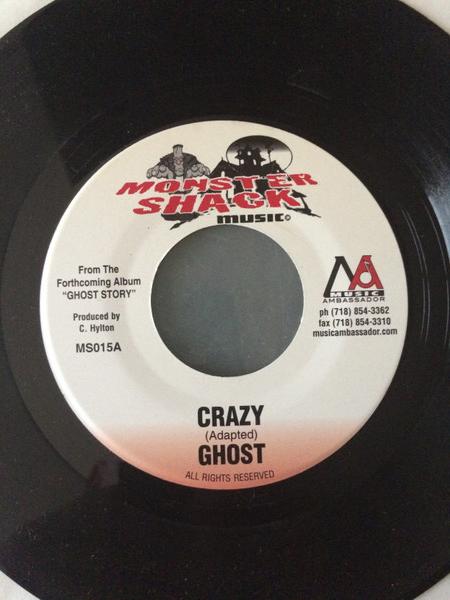 MONSTER
SHACK
MUSIC©
From The
Forthcoming Album
"GHOST STORY"
Produced by
C. Hylton
MS015A
MA
MUSIC
AMBASSADOR
ph (718) 854-3362
fax (718) 854-3310
musicambassador.com
CRAZY
(Adapted)
GHOST
ALL RIGHTS RESERVED